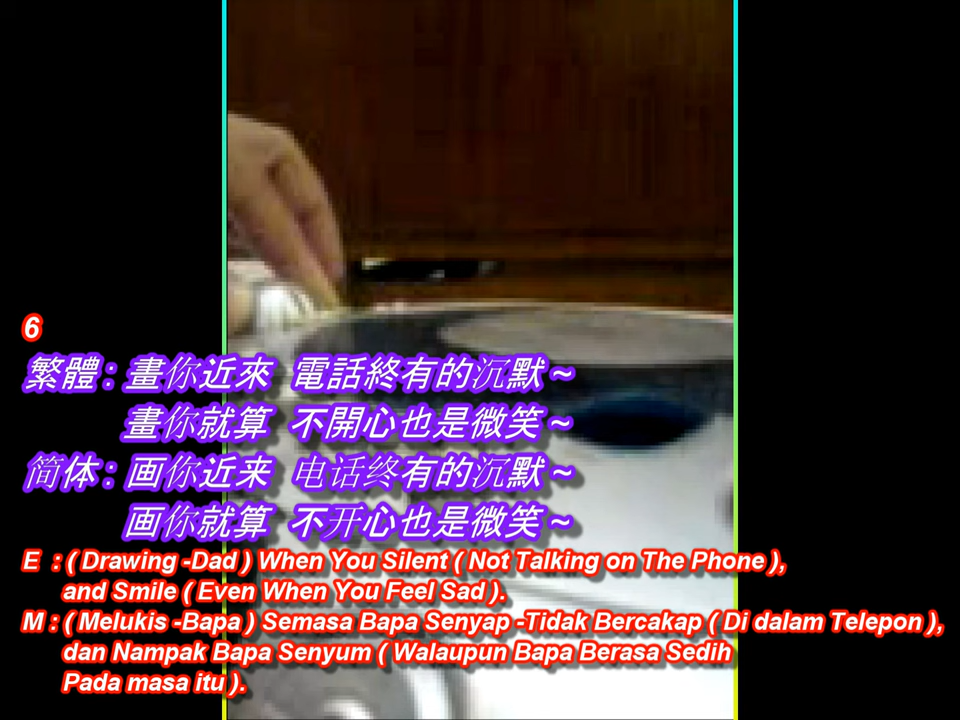 6
繁體 : 畫你近來 電話終有的沉默 ~
畫你就算 不開心也是微笑 ~
简体 : 画你近来 电话终有的沉默 ~
画你就算 不开心也是微笑 ~
E : ( Drawing -Dad ) When You Silent ( Not Talking on The Phone ),
and Smile ( Even When You Feel Sad ).
M : ( Melukis -Bapa ) Semasa Bapa Senyap -Tidak Bercakap ( Di dalam Telepon ),
dan Nampak Bapa Senyum ( Walaupun Bapa Berasa Sedih
Pada masa itu ).